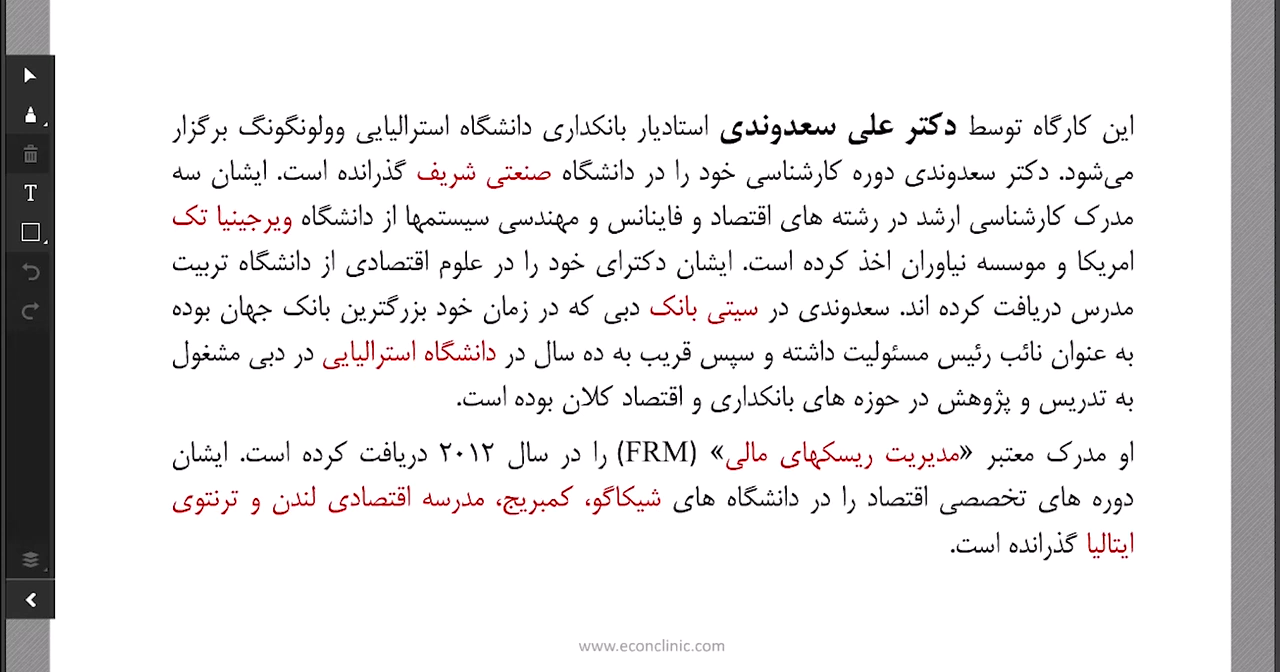 این کارگاه توسط دکتر علی سعدوندی استادیار بانکداری دانشگاه استرالیایی وولونگونگ برگزار
می‌شود. دکتر سعدوندی دوره کارشناسی خود را در دانشگاه صنعتی شریف گذرانده است. ایشان سه
مدرک کارشناسی ارشد در رشته های اقتصاد و فاینانس و مهندسی سیستمها از دانشگاه ویرجینیا تک
امریکا و موسسه نیاوران اخذ کرده است. ایشان دکترای خود را در علوم اقتصادی از دانشگاه تربیت
مدرس دریافت کرده اند. سعدوندی در سیتی بانک دبی که در زمان خود بزرگترین بانک جهان بوده
به عنوان نائب رئیس مسئولیت داشته و سپس قریب به ده سال در دانشگاه استرالیایی در دبی مشغول
به تدریس و پژوهش در حوزه های بانکداری و اقتصاد کلان بوده است.
او مدرک معتبر «مدیریت ریسکهای مالی» (FRM) را در سال ۲۰۱۲ دریافت کرده است. ایشان
دوره های تخصصی اقتصاد را در دانشگاه های شیکاگو، کمبریج، مدرسه اقتصادی لندن و ترنتوی
ایتالیا گذرانده است.
www.econclinic.com